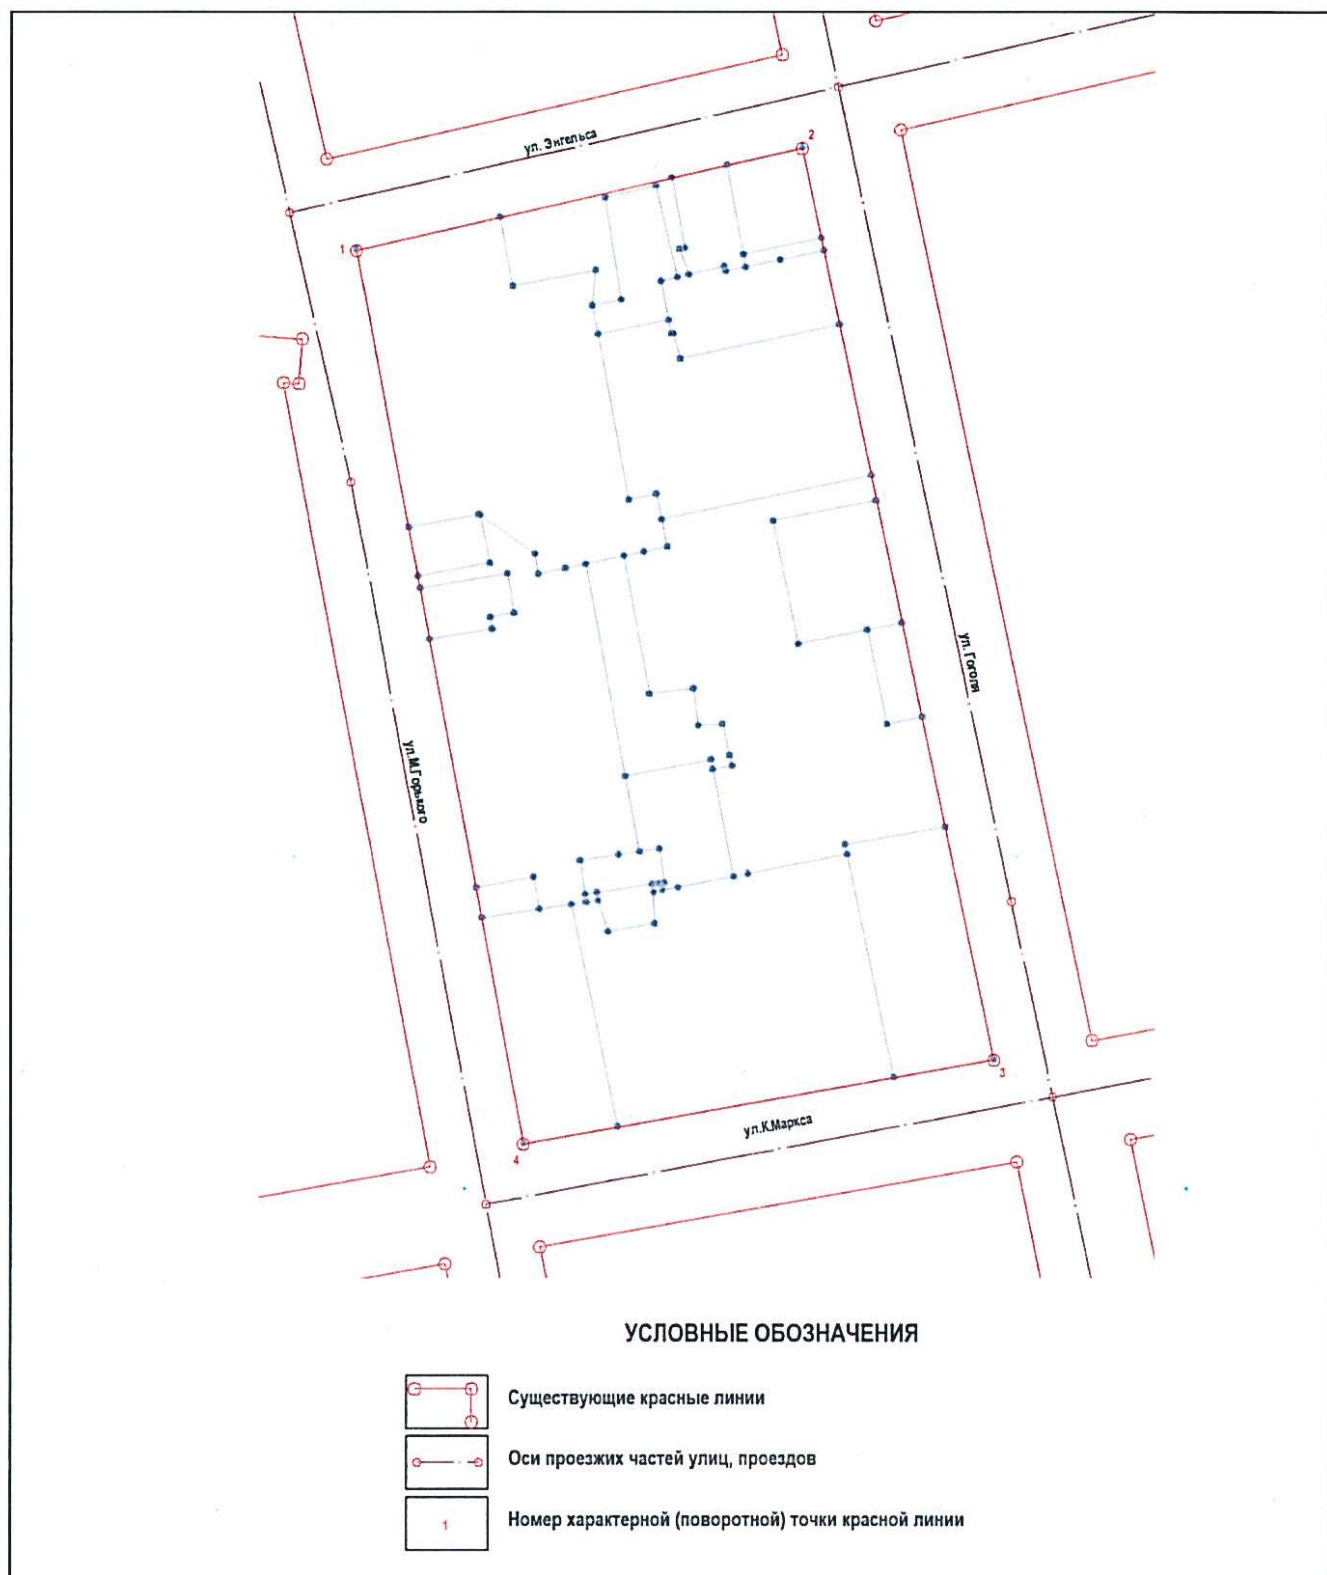 2
ул. Энгельса
1
ул. Гоголя
ул.М.Горького
3
ул.К.Маркса
4
УСЛОВНЫЕ ОБОЗНАЧЕНИЯ
Существующие красные линии
Оси проезжих частей улиц, проездов
1 Номер характерной (поворотной) точки красной линии